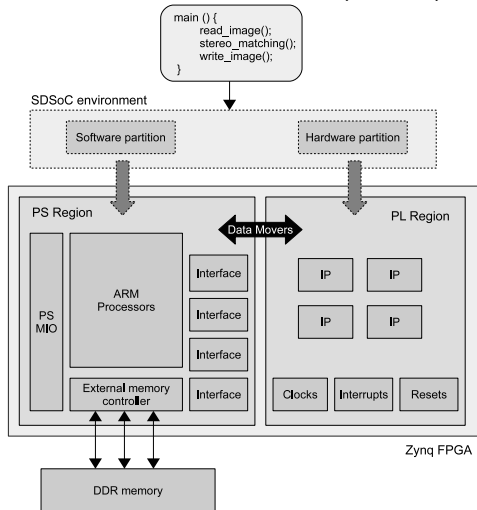 main () {
read_image();
stereo_matching();
write_image();
}
SDSoC environment
Software partition
Hardware partition
PS Region
Data Movers
PL Region
PS
MIO
ARM
Processors
Interface
Interface
Interface
Interface
External memory
controller
IP
IP
IP
IP
Clocks
Interrupts
Resets
Zynq FPGA
DDR memory